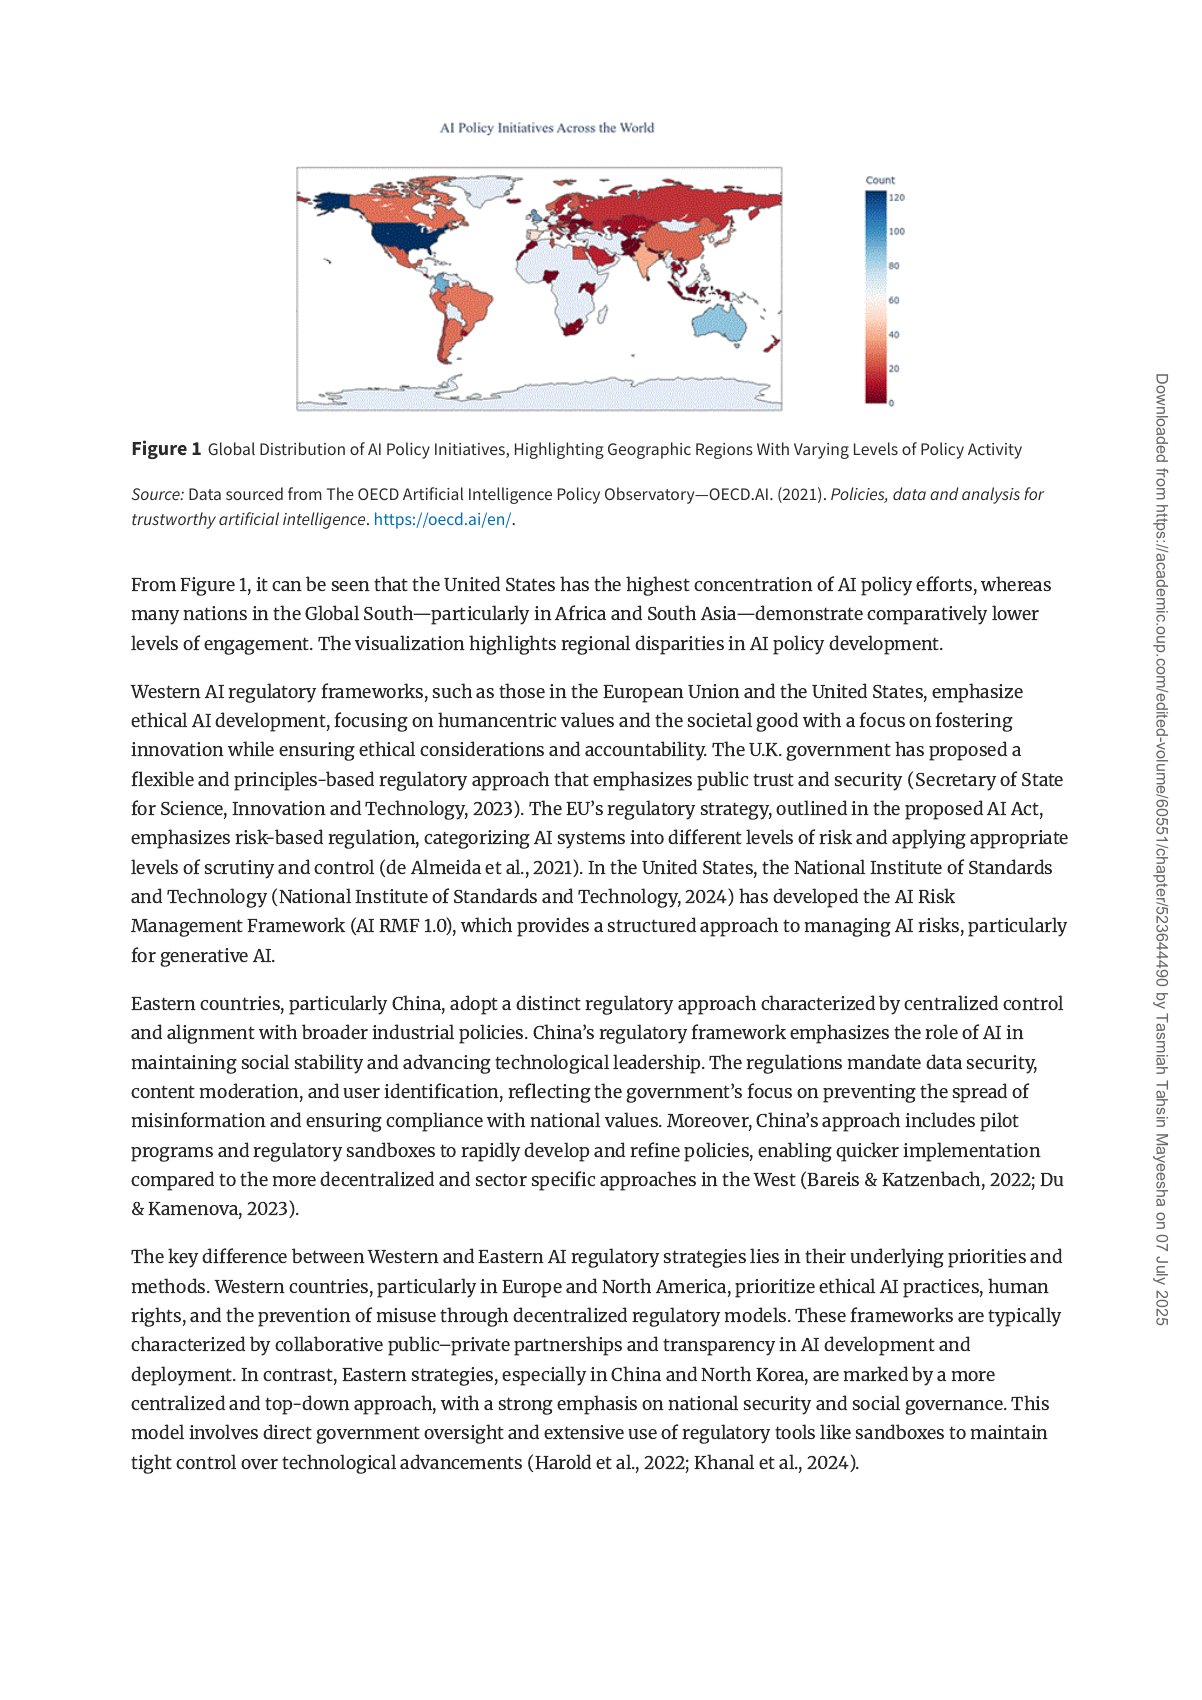 AI Policy Initiatives Across the World
Count
120
100
80
60
40
20
0
Figure 1 Global Distribution of AI Policy Initiatives, Highlighting Geographic Regions With Varying Levels of Policy Activity
Source: Data sourced from The OECD Artificial Intelligence Policy Observatory—OECD.AI. (2021). Policies, data and analysis for
trustworthy artificial intelligence. https://oecd.ai/en/.
From Figure 1, it can be seen that the United States has the highest concentration of AI policy efforts, whereas
many nations in the Global South—particularly in Africa and South Asia—demonstrate comparatively lower
levels of engagement. The visualization highlights regional disparities in AI policy development.
Western AI regulatory frameworks, such as those in the European Union and the United States, emphasize
ethical AI development, focusing on humancentric values and the societal good with a focus on fostering
innovation while ensuring ethical considerations and accountability. The U.K. government has proposed a
flexible and principles-based regulatory approach that emphasizes public trust and security (Secretary of State
for Science, Innovation and Technology, 2023). The EU’s regulatory strategy, outlined in the proposed AI Act,
emphasizes risk-based regulation, categorizing AI systems into different levels of risk and applying appropriate
levels of scrutiny and control (de Almeida et al., 2021). In the United States, the National Institute of Standards
and Technology (National Institute of Standards and Technology, 2024) has developed the AI Risk
Management Framework (AI RMF 1.0), which provides a structured approach to managing AI risks, particularly
for generative AI.
Eastern countries, particularly China, adopt a distinct regulatory approach characterized by centralized control
and alignment with broader industrial policies. China’s regulatory framework emphasizes the role of AI in
maintaining social stability and advancing technological leadership. The regulations mandate data security,
content moderation, and user identification, reflecting the government’s focus on preventing the spread of
misinformation and ensuring compliance with national values. Moreover, China’s approach includes pilot
programs and regulatory sandboxes to rapidly develop and refine policies, enabling quicker implementation
compared to the more decentralized and sector specific approaches in the West (Bareis & Katzenbach, 2022; Du
& Kamenova, 2023).
The key difference between Western and Eastern AI regulatory strategies lies in their underlying priorities and
methods. Western countries, particularly in Europe and North America, prioritize ethical AI practices, human
rights, and the prevention of misuse through decentralized regulatory models. These frameworks are typically
characterized by collaborative public–private partnerships and transparency in AI development and
deployment. In contrast, Eastern strategies, especially in China and North Korea, are marked by a more
centralized and top-down approach, with a strong emphasis on national security and social governance. This
model involves direct government oversight and extensive use of regulatory tools like sandboxes to maintain
tight control over technological advancements (Harold et al., 2022; Khanal et al., 2024).
Downloaded from https://academic.oup.com/edited-volume/60551/chapter/523644490 by Tasmiah Tahsin Mayeesha on 07 July 2025